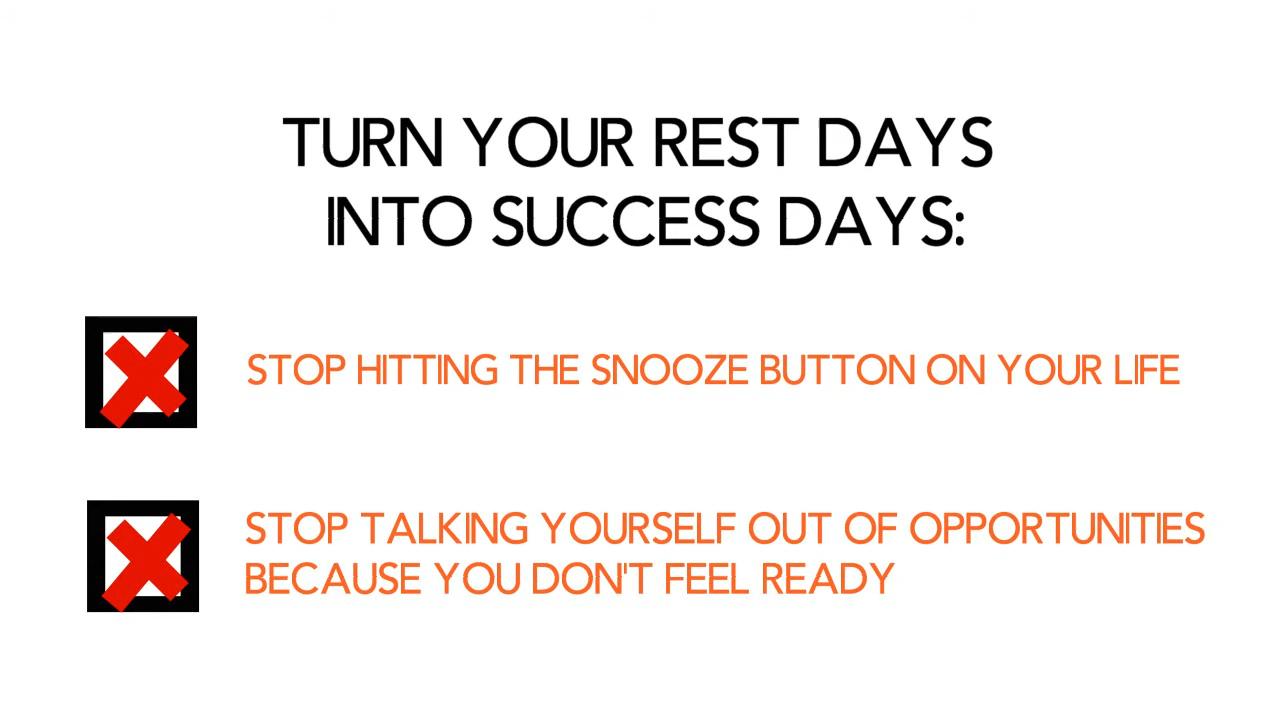 TURN YOUR REST DAYS
INTO SUCCESS DAYS:
STOP HITTING THE SNOOZE BUTTON ON YOUR LIFE
STOP TALKING YOURSELF OUT OF OPPORTUNITIES
BECAUSE YOU DON'T FEEL READY